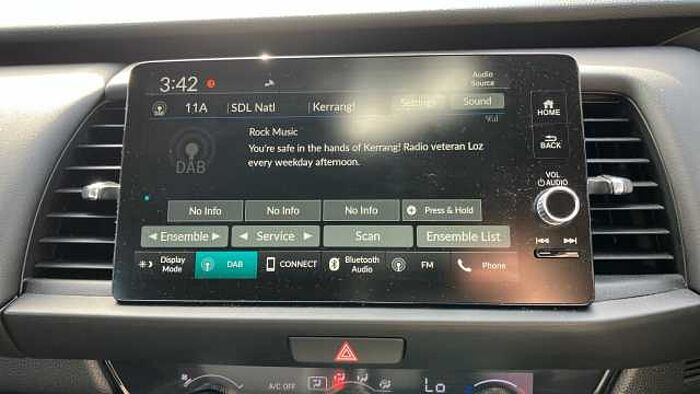 3:42
Audio
Source
11A SDL Natl Kerrang! Settings Sound
Rock Music
DAB
You're safe in the hands of Kerrang! Radio veteran Loz
every weekday afternoon.
No Info No Info No Info Press & Hold
Ensemble Service Scan Ensemble List
Display
Mode
DAB
CONNECT
Bluetooth
Audio
FM
Phone
HOME
BACK
VOL
AUDIO
A/C OFF
Lo